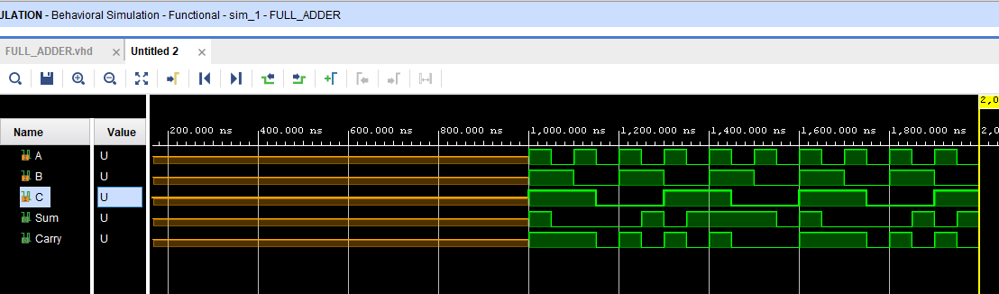 ULATION - Behavioral Simulation - Functional - sim_1 - FULL_ADDER
FULL_ADDER.vhd × Untitled 2 ×
2,0
Name Value
200.000 ns 400.000 ns 600.000 ns 800.000 ns 1,000.000 ns 1,200.000 ns 1,400.000 ns 1,600.000 ns 1,800.000 ns 2,0
A U
B U
C U
Sum U
Carry U